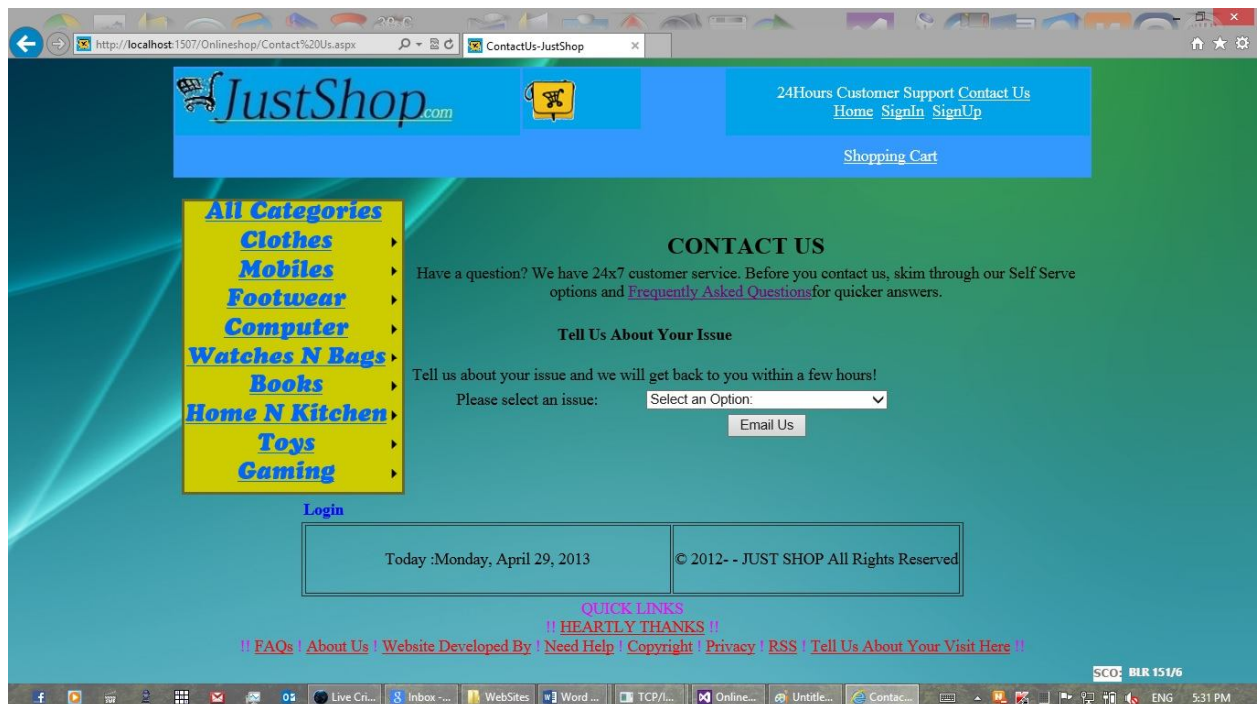 http://localhost:1507/Onlineshop/Contact%20Us.aspx
ContactUs-JustShop
JustShop.com
24Hours Customer Support Contact Us
Home SignIn SignUp
Shopping Cart
All Categories
Clothes
Mobiles
Footwear
Computer
Watches N Bags
Books
Home N Kitchen
Toys
Gaming
CONTACT US
Have a question? We have 24x7 customer service. Before you contact us, skim through our Self Serve
options and Frequently Asked Questionsfor quicker answers.
Tell Us About Your Issue
Tell us about your issue and we will get back to you within a few hours!
Please select an issue: Select an Option:
Email Us
Login
Today :Monday, April 29, 2013
© 2012- - JUST SHOP All Rights Reserved
QUICK LINKS
!! HEARTLY THANKS !!
!! FAQs ! About Us ! Website Developed By ! Need Help ! Copyright ! Privacy ! RSS ! Tell Us About Your Visit Here !!
SCO: BLR 151/6
Live Cri... Inbox -... WebSites Word ... TCP/I... Online... Untitle... Contac... ENG 5:31 PM